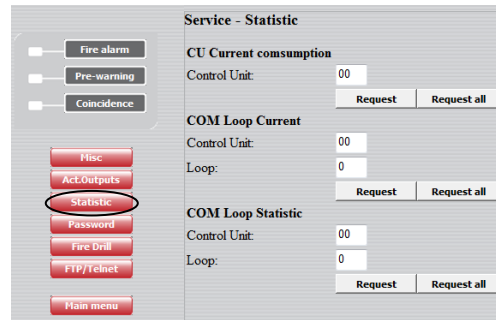 Service - Statistic
Fire alarm
Pre-warning
Coincidence
Misc
Act.Outputs
Statistic
Password
Fire Drill
FTP/Telnet
Main menu
CU Current comsumption
Control Unit: 00
Request Request all
COM Loop Current
Control Unit: 00
Loop: 0
Request Request all
COM Loop Statistic
Control Unit: 00
Loop: 0
Request Request all